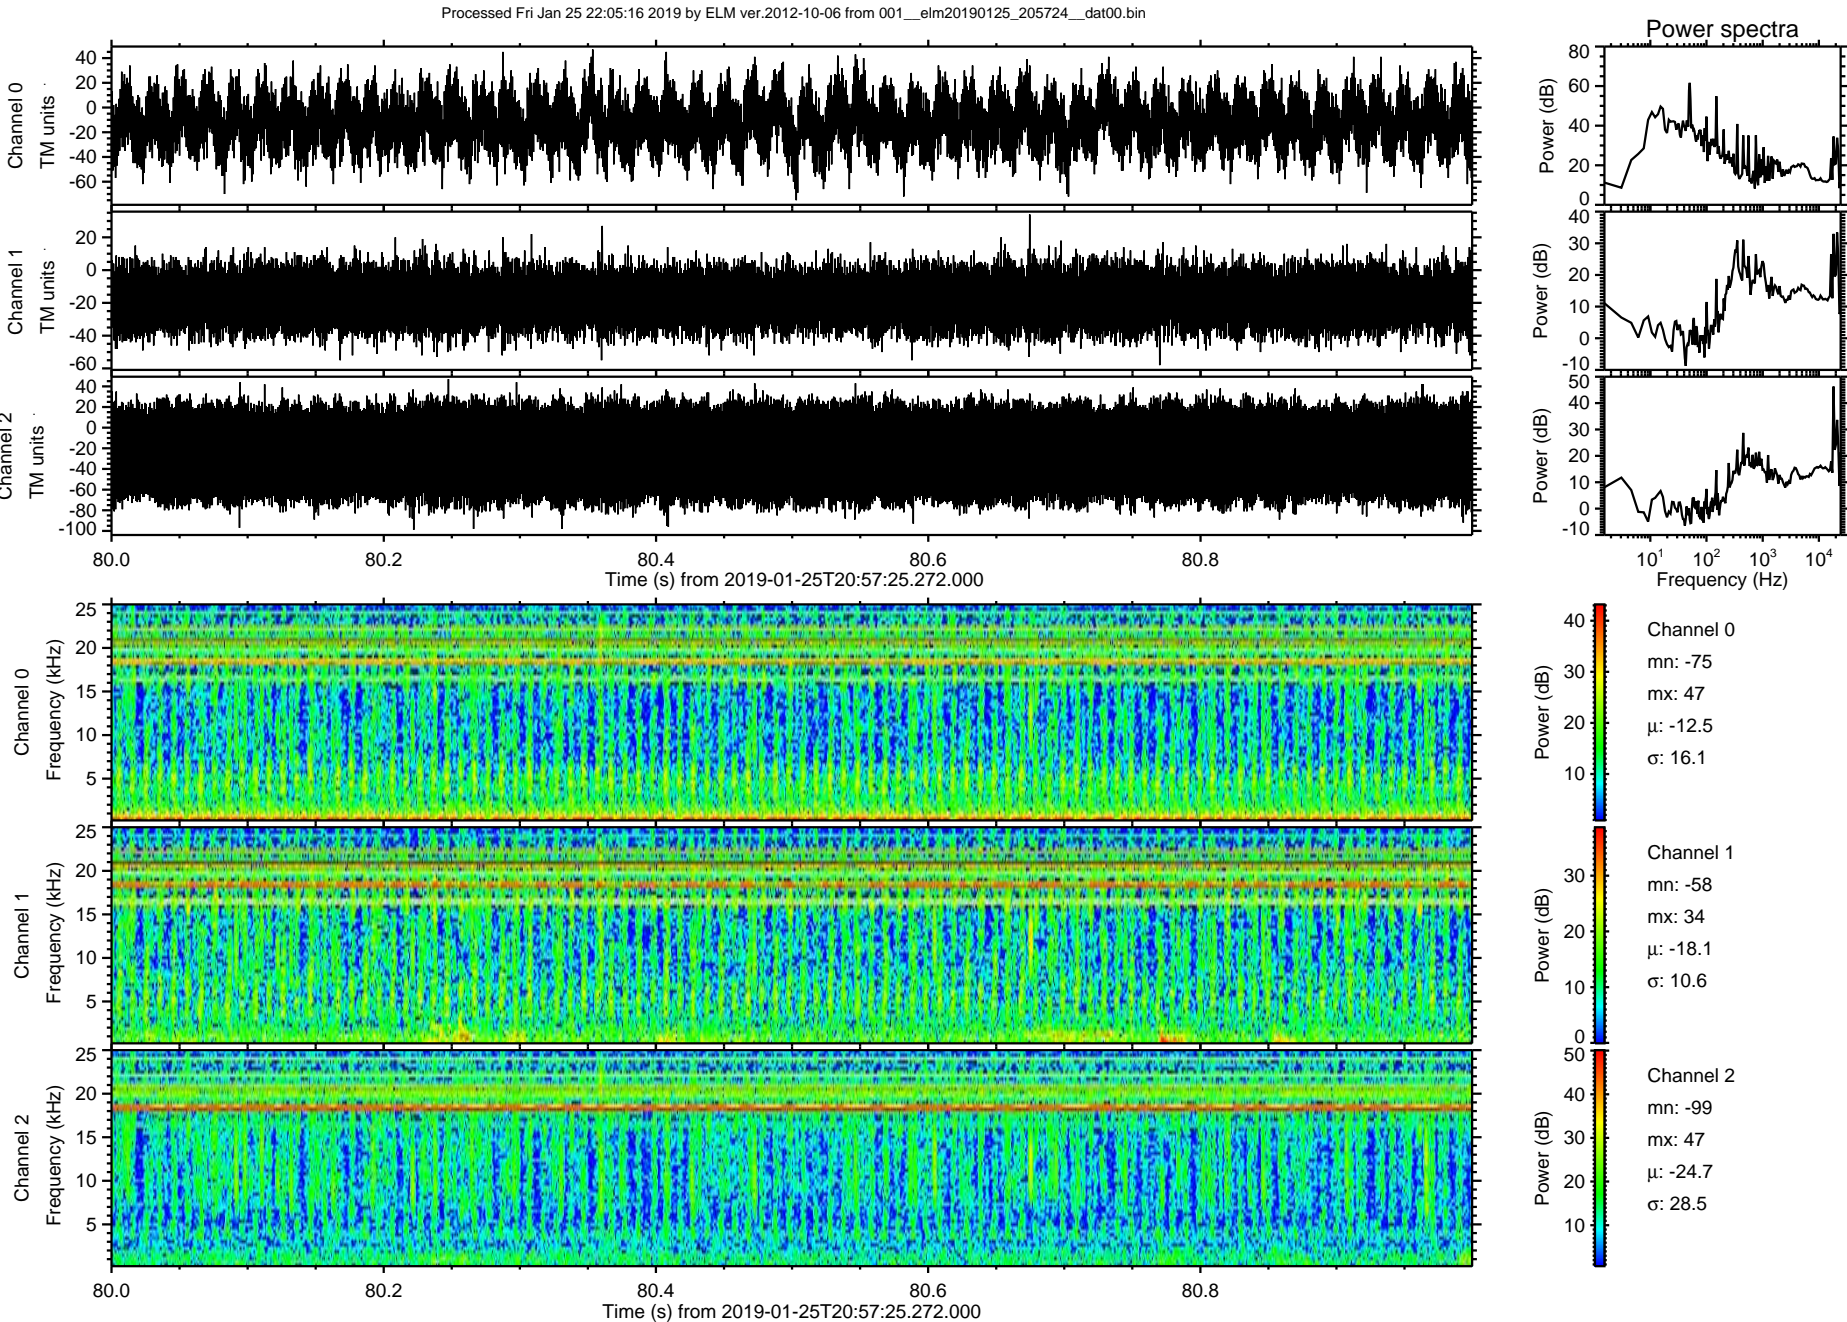 Processed Fri Jan 25 22:05:16 2019 by ELM ver.2012-10-06 from 001__elm20190125_205724__dat00.bin
Power spectra
Channel 0
TM units
40
20
0
-20
-40
-60
Power (dB)
80
60
40
20
0
Channel 1
TM units
20
0
-20
-40
-60
Power (dB)
40
30
20
10
0
-10
Channel 2
TM units
40
20
0
-20
-40
-60
-80
-100
Power (dB)
50
40
30
20
10
0
-10
80.0 80.2 80.4 80.6 80.8
Time (s) from 2019-01-25T20:57:25.272.000
10^1 10^2 10^3 10^4
Frequency (Hz)
Channel 0
Frequency (kHz)
25
20
15
10
5
Power (dB)
40
30
20
10
Channel 0
mn: -75
mx: 47
μ: -12.5
σ: 16.1
Channel 1
Frequency (kHz)
25
20
15
10
5
Power (dB)
30
20
10
0
Channel 1
mn: -58
mx: 34
μ: -18.1
σ: 10.6
Channel 2
Frequency (kHz)
25
20
15
10
5
Power (dB)
50
40
30
20
10
Channel 2
mn: -99
mx: 47
μ: -24.7
σ: 28.5
80.0 80.2 80.4 80.6 80.8
Time (s) from 2019-01-25T20:57:25.272.000